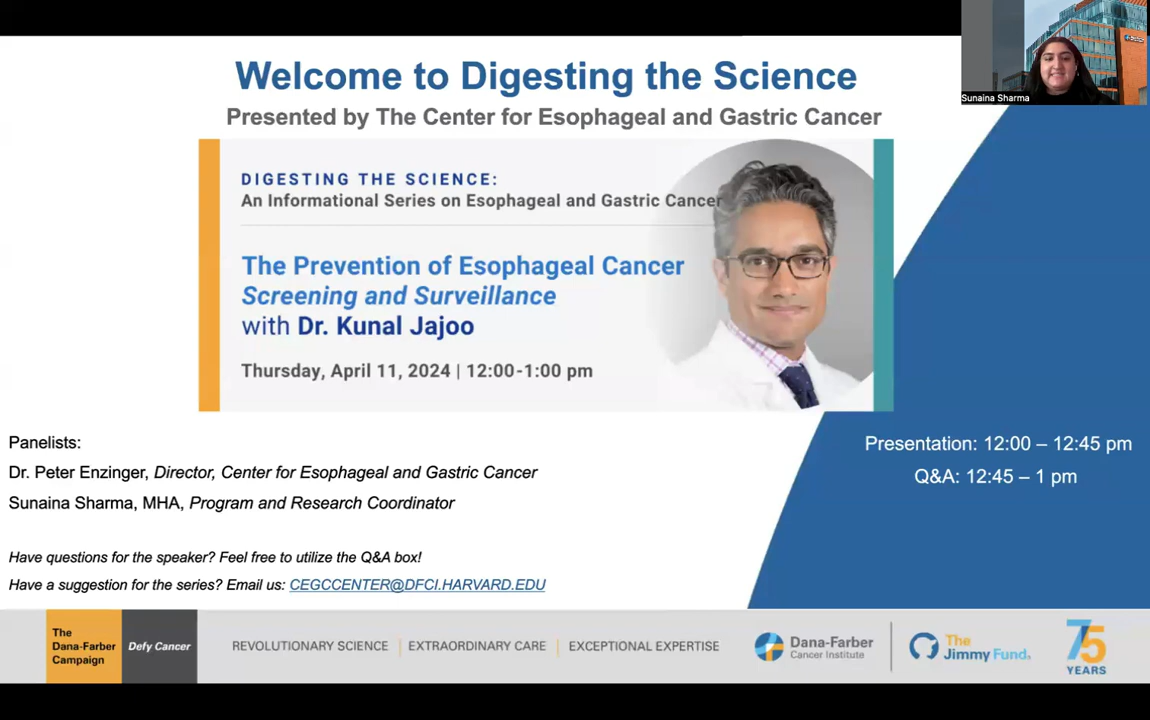 Welcome to Digesting the Science
Presented by The Center for Esophageal and Gastric Cancer
Sunaina Sharma
DIGESTING THE SCIENCE:
An Informational Series on Esophageal and Gastric Cancer
The Prevention of Esophageal Cancer
Screening and Surveillance
with Dr. Kunal Jajoo
Thursday, April 11, 2024 | 12:00-1:00 pm
Panelists:
Dr. Peter Enzinger, Director, Center for Esophageal and Gastric Cancer
Sunaina Sharma, MHA, Program and Research Coordinator
Presentation: 12:00 – 12:45 pm
Q&A: 12:45 – 1 pm
Have questions for the speaker? Feel free to utilize the Q&A box!
Have a suggestion for the series? Email us: CEGCCENTER@DFCI.HARVARD.EDU
The
Dana-Farber
Campaign
Defy Cancer
REVOLUTIONARY SCIENCE | EXTRAORDINARY CARE | EXCEPTIONAL EXPERTISE
Dana-Farber
Cancer Institute
The
Jimmy Fund.
75
YEARS